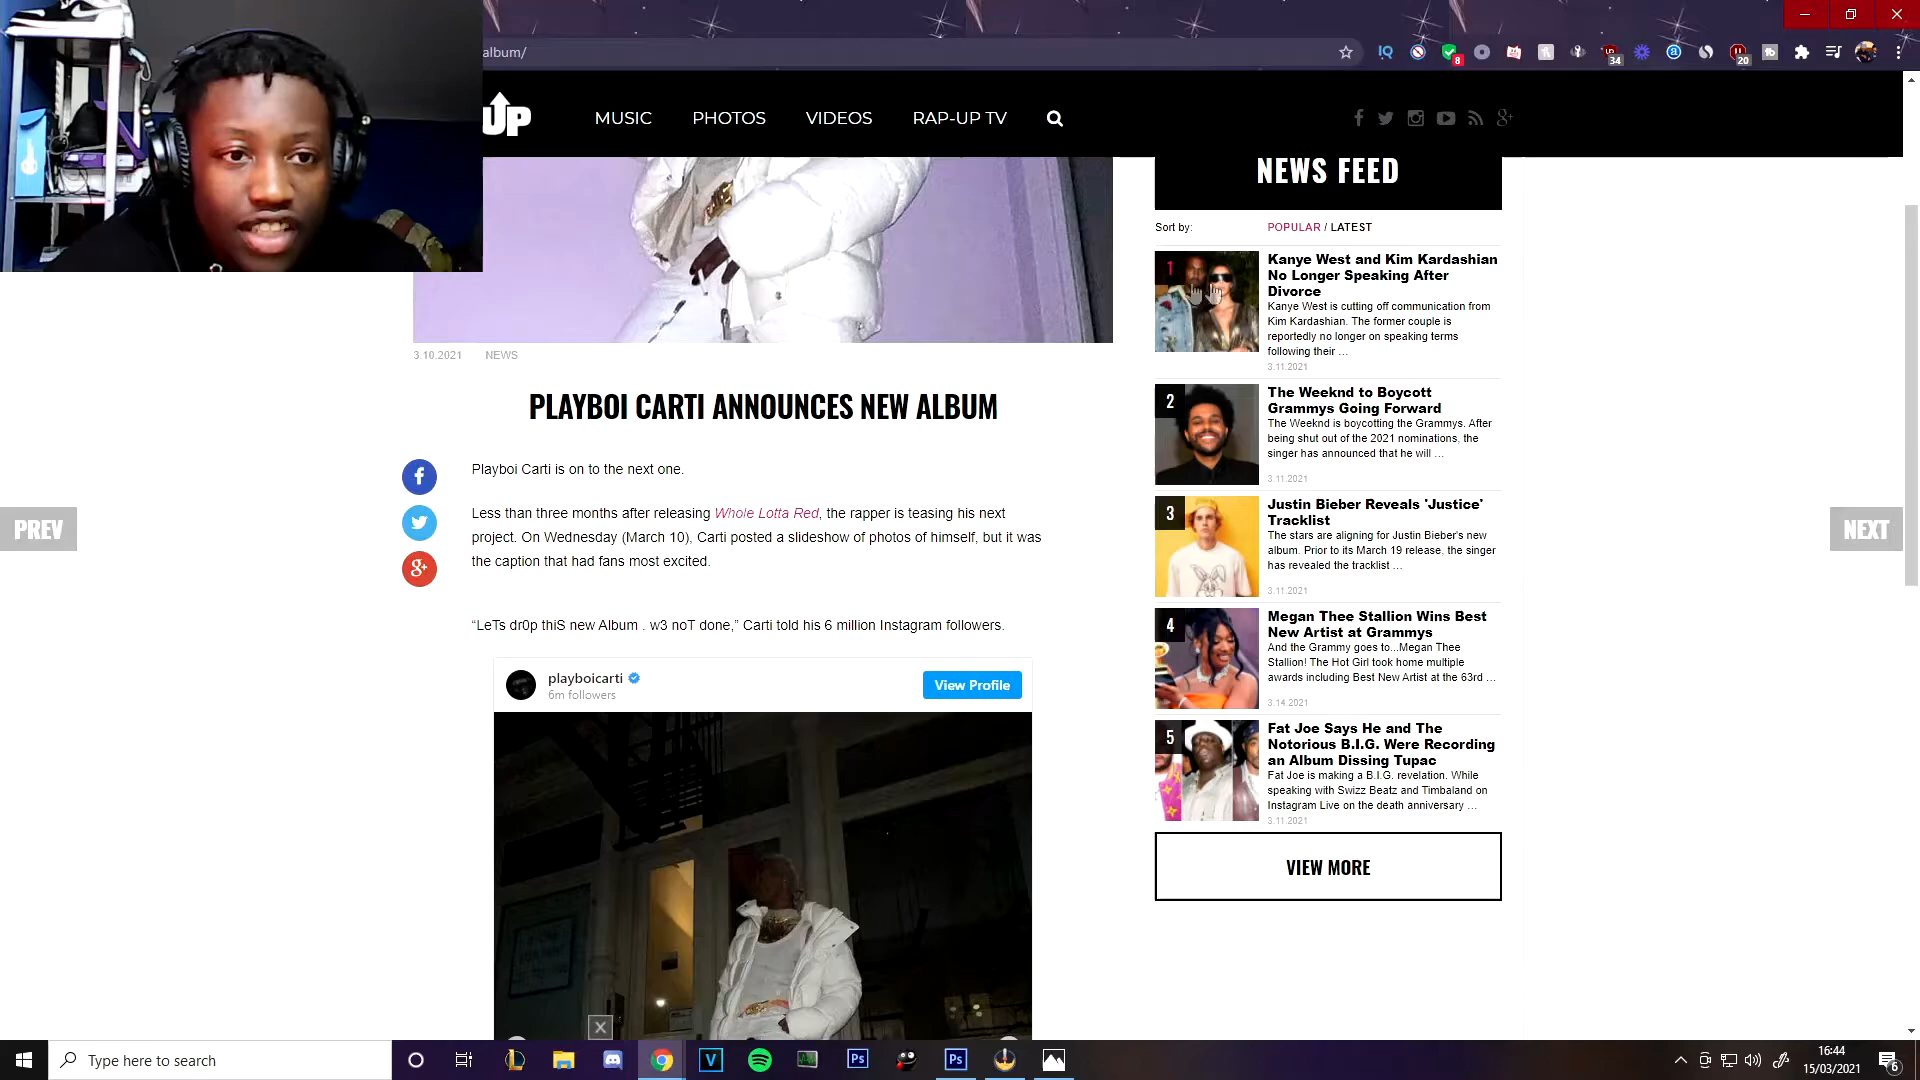 album/
8
34
20
UP
MUSIC
PHOTOS
VIDEOS
RAP-UP TV
NEWS FEED
Sort by:
POPULAR / LATEST
1
Kanye West and Kim Kardashian
No Longer Speaking After
Divorce
Kanye West is cutting off communication from
Kim Kardashian. The former couple is
reportedly no longer on speaking terms
following their ...
3.11.2021
2
The Weeknd to Boycott
Grammys Going Forward
The Weeknd is boycotting the Grammys. After
being shut out of the 2021 nominations, the
singer has announced that he will ...
3.11.2021
3
Justin Bieber Reveals 'Justice'
Tracklist
The stars are aligning for Justin Bieber's new
album. Prior to its March 19 release, the singer
has revealed the tracklist ...
3.11.2021
4
Megan Thee Stallion Wins Best
New Artist at Grammys
And the Grammy goes to...Megan Thee
Stallion! The Hot Girl took home multiple
awards including Best New Artist at the 63rd ...
3.14.2021
5
Fat Joe Says He and The
Notorious B.I.G. Were Recording
an Album Dissing Tupac
Fat Joe is making a B.I.G. revelation. While
speaking with Swizz Beatz and Timbaland on
Instagram Live on the death anniversary ...
3.11.2021
VIEW MORE
3.10.2021
NEWS
PLAYBOI CARTI ANNOUNCES NEW ALBUM
Playboi Carti is on to the next one.
Less than three months after releasing Whole Lotta Red, the rapper is teasing his next
project. On Wednesday (March 10), Carti posted a slideshow of photos of himself, but it was
the caption that had fans most excited.
“LeTs dr0p thiS new Album . w3 noT done,” Carti told his 6 million Instagram followers.
playboicarti
6m followers
View Profile
PREV
NEXT
Type here to search
16:44
15/03/2021
6